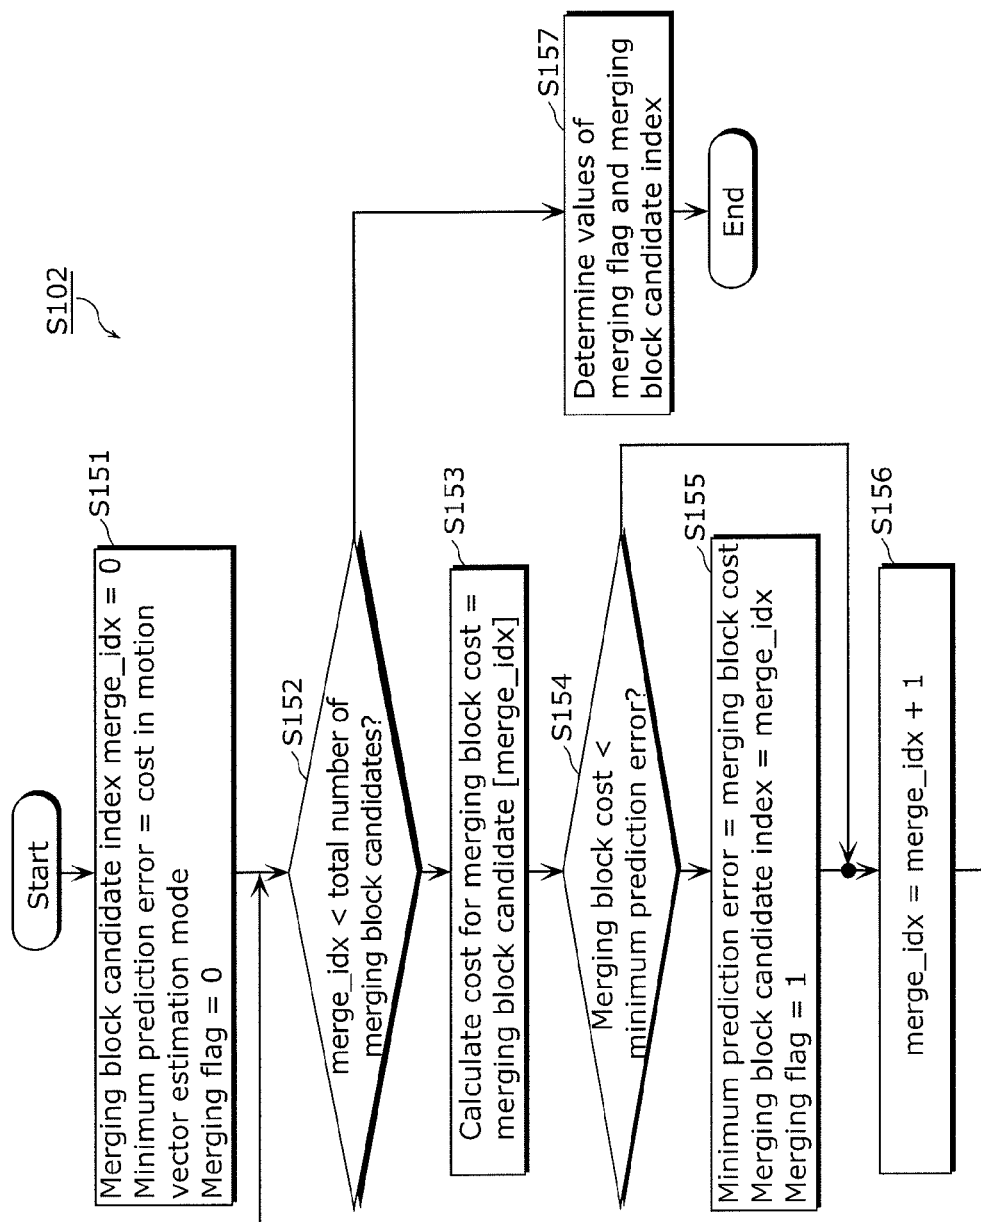 S102
Start
S151
Merging block candidate index merge_idx = 0
Minimum prediction error = cost in motion
vector estimation mode
Merging flag = 0
S152
merge_idx < total number of
merging block candidates?
S153
Calculate cost for merging block cost =
merging block candidate [merge_idx]
S154
Merging block cost <
minimum prediction error?
S155
Minimum prediction error = merging block cost
Merging block candidate index = merge_idx
Merging flag = 1
S156
merge_idx = merge_idx + 1
S157
Determine values of
merging flag and merging
block candidate index
End